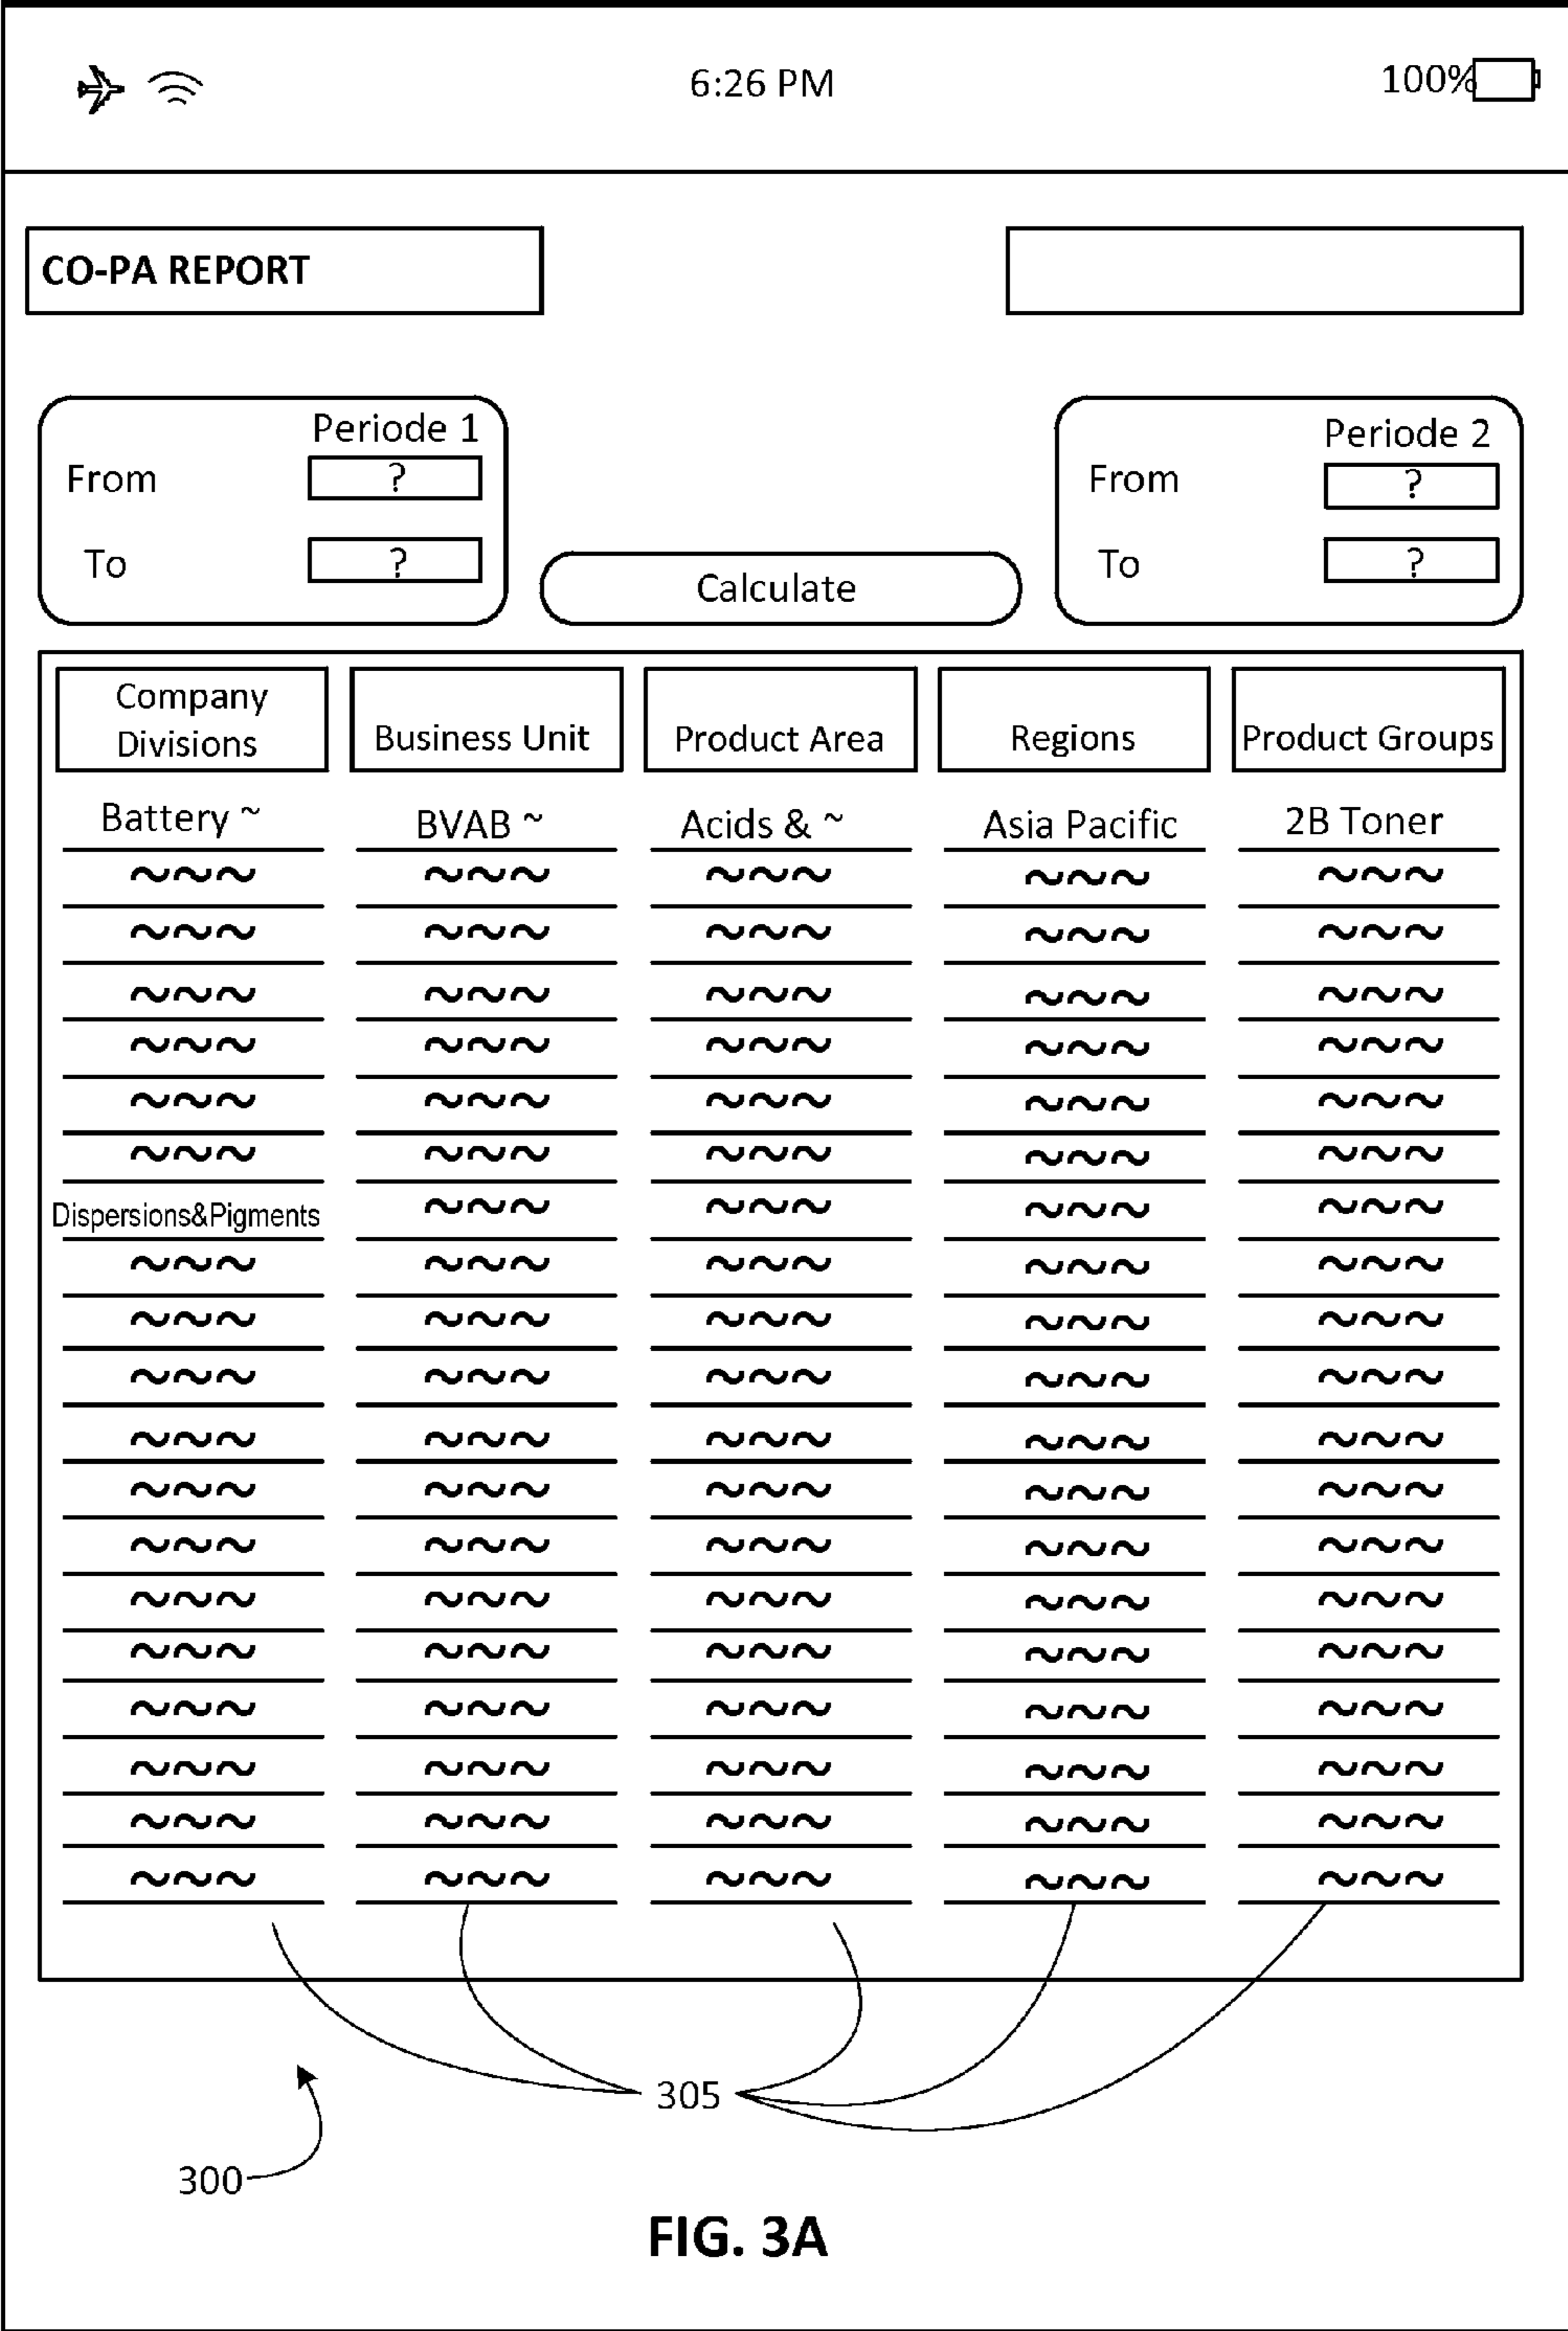 6:26 PM
100%
CO-PA REPORT
Periode 1
From ?
To ?
Calculate
Periode 2
From ?
To ?
Company
Divisions
Business Unit
Product Area
Regions
Product Groups
Battery ~
BVAB ~
Acids & ~
Asia Pacific
2B Toner
Dispersions&Pigments
305
300
FIG. 3A